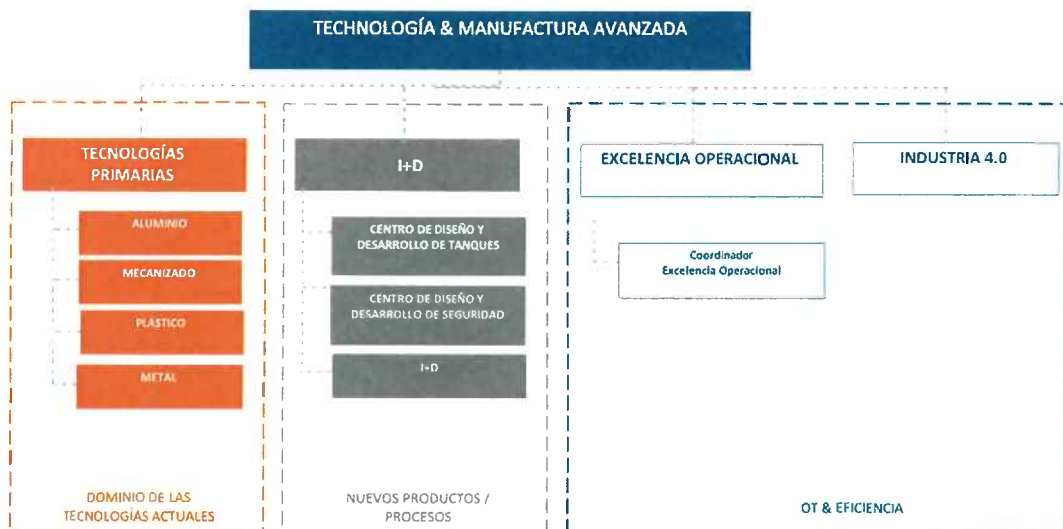 TECHNOLOGÍA & MANUFACTURA AVANZADA
TECNOLOGÍAS
PRIMARIAS
ALUMINIO
MECANIZADO
PLÁSTICO
METAL
DOMINIO DE LAS
TECNOLOGÍAS ACTUALES
I+D
CENTRO DE DISEÑO Y
DESARROLLO DE TANQUES
CENTRO DE DISEÑO Y
DESARROLLO DE SEGURIDAD
I+D
NUEVOS PRODUCTOS /
PROCESOS
EXCELENCIA OPERACIONAL
Coordinador
Excelencia Operacional
INDUSTRIA 4.0
OT & EFICIENCIA